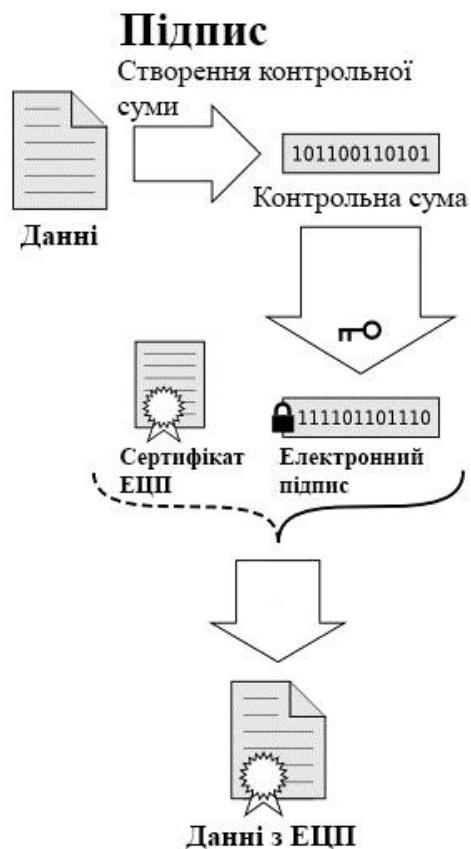 Підпис
Створення контрольної
суми
101100110101
Контрольна сума
Данні
111101101110
Сертифікат
ЕЦП
Електронний
підпис
Данні з ЕЦП